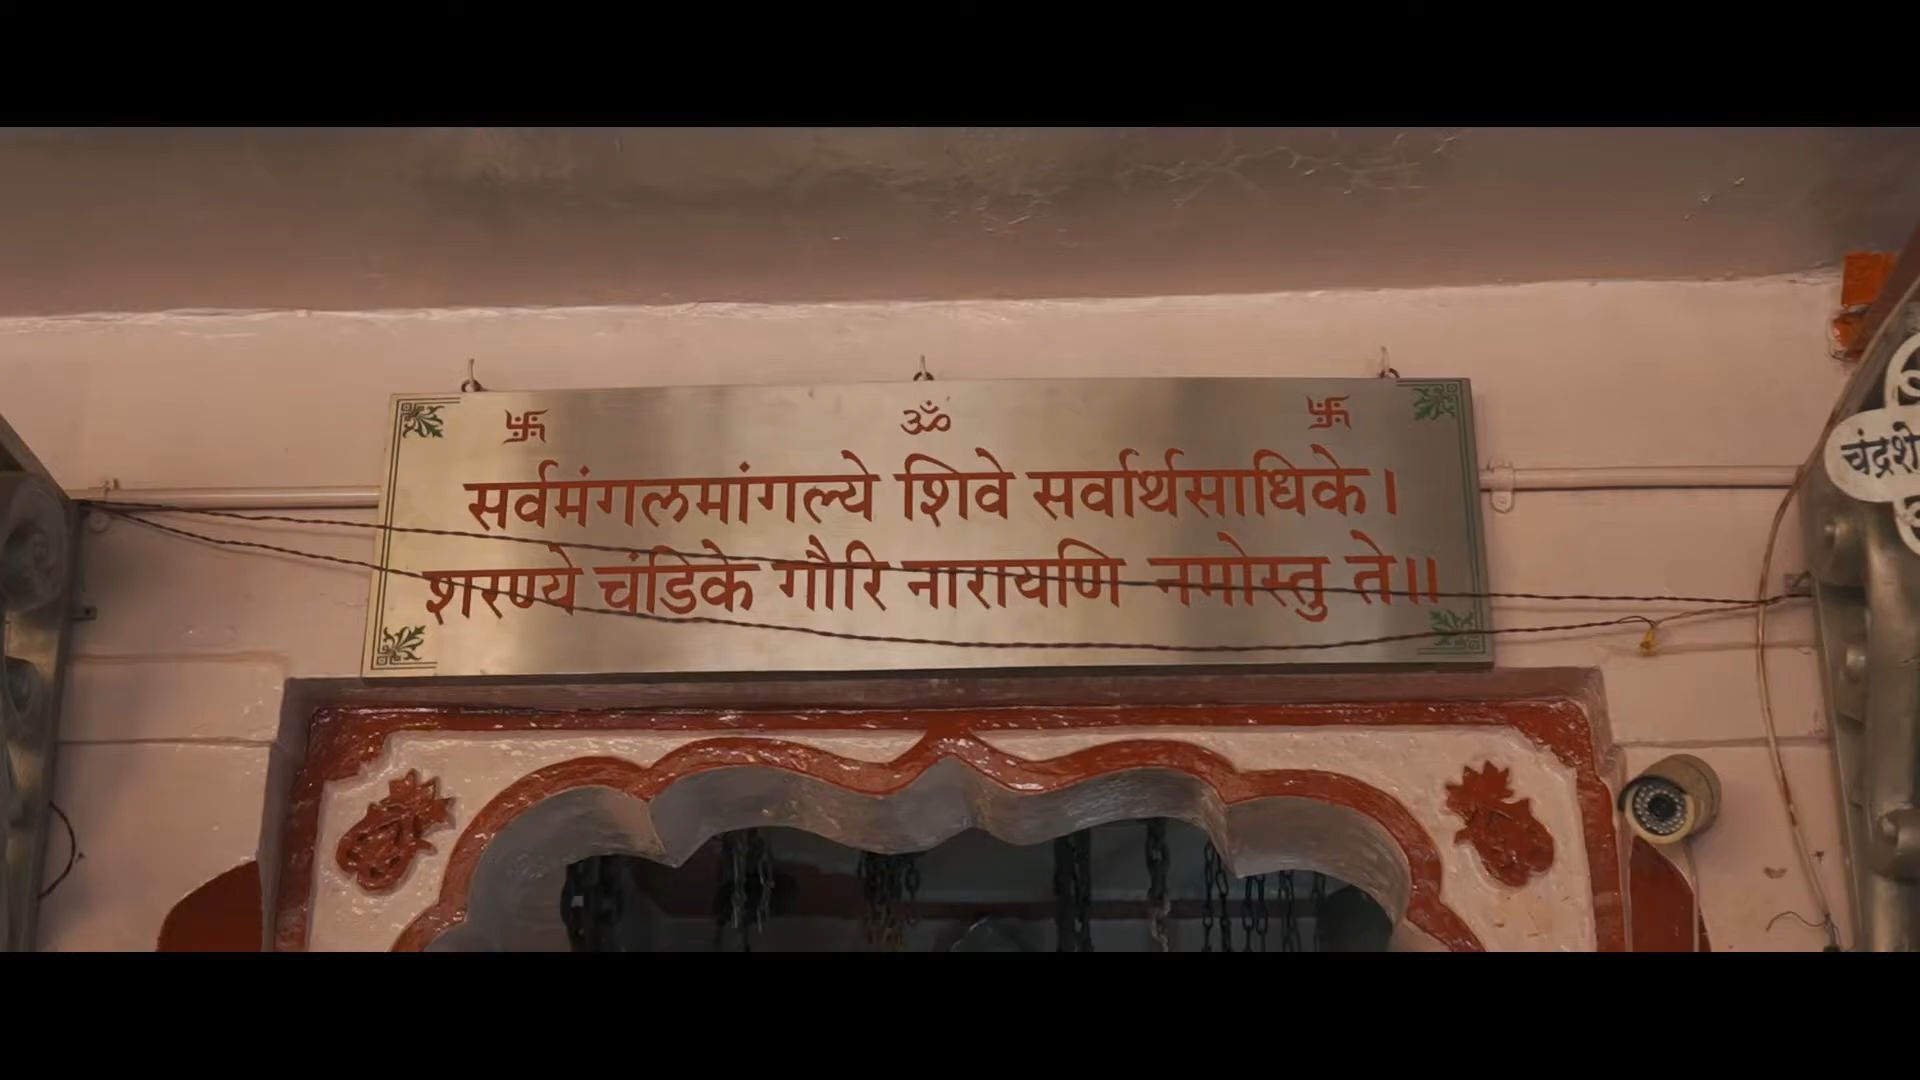 ॐ
सर्वमंगलमांगल्ये शिवे सर्वार्थसाधिके।
शरण्ये चंडिके गौरि नारायणि नमोस्तु ते॥